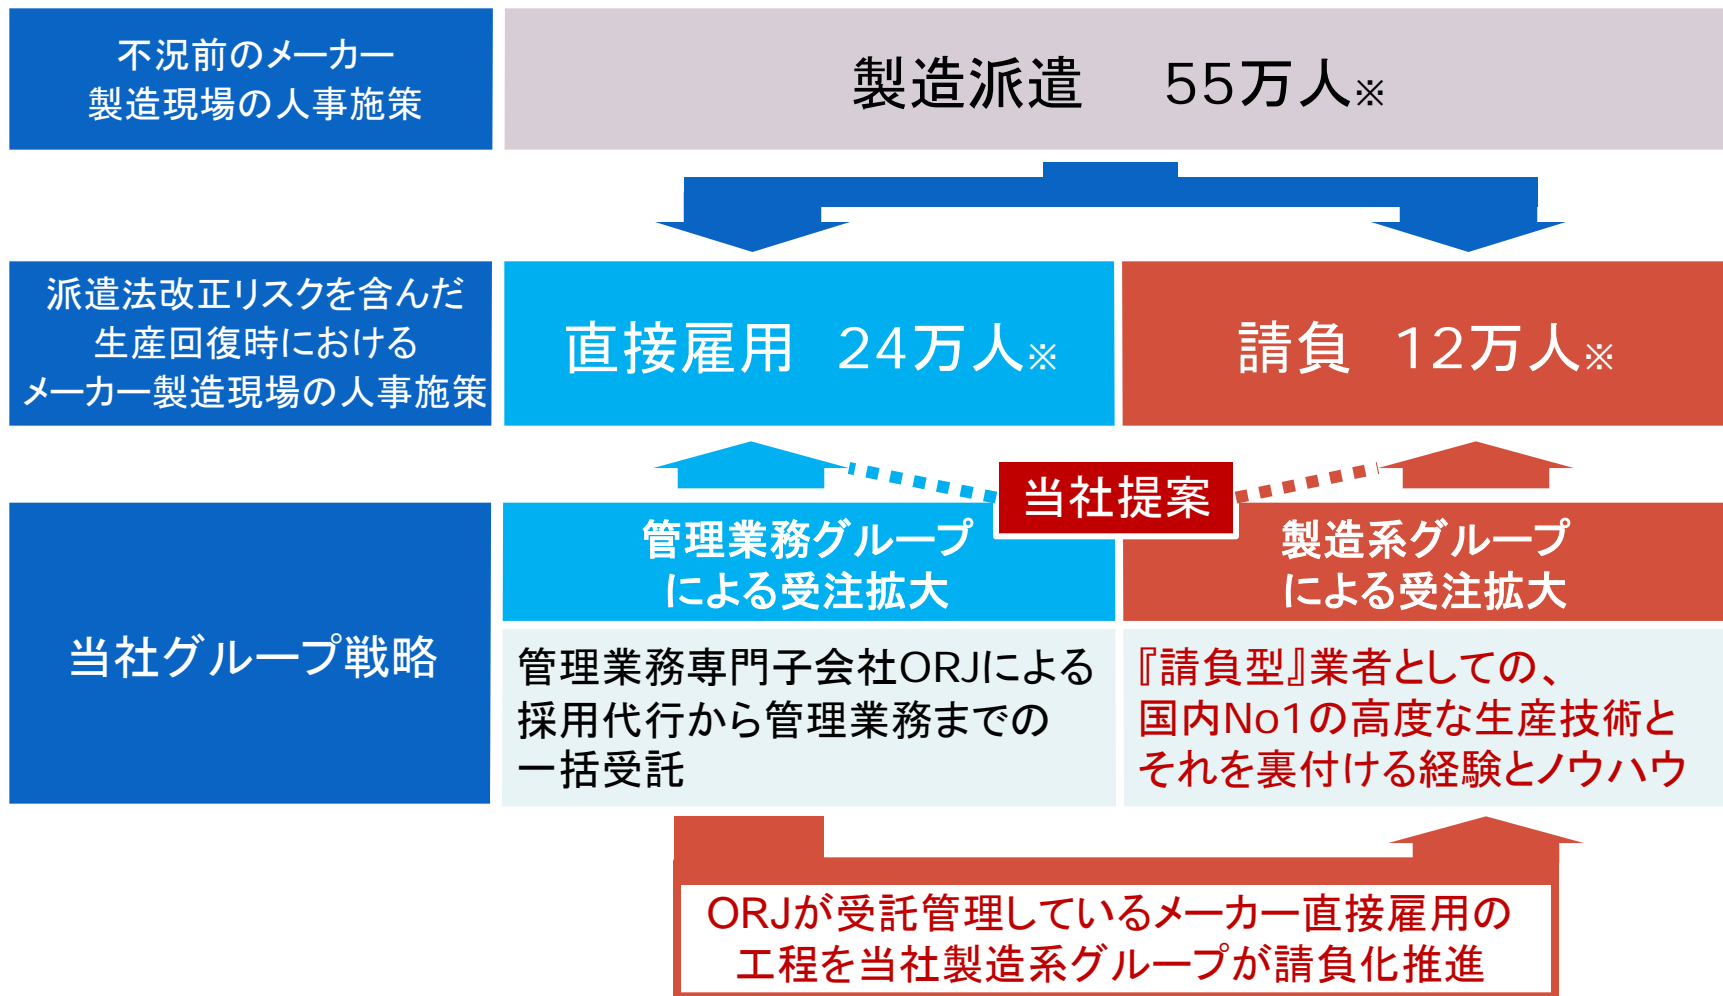 不況前のメーカー
製造現場の人事施策
製造派遣　55万人※
派遣法改正リスクを含んだ
生産回復時における
メーカー製造現場の人事施策
直接雇用　24万人※
請負　12万人※
当社提案
当社グループ戦略
管理業務グループ
による受注拡大
製造系グループ
による受注拡大
管理業務専門子会社ORJによる
採用代行から管理業務までの
一括受託
『請負型』業者としての、
国内No1の高度な生産技術と
それを裏付ける経験とノウハウ
ORJが受託管理しているメーカー直接雇用の
工程を当社製造系グループが請負化推進